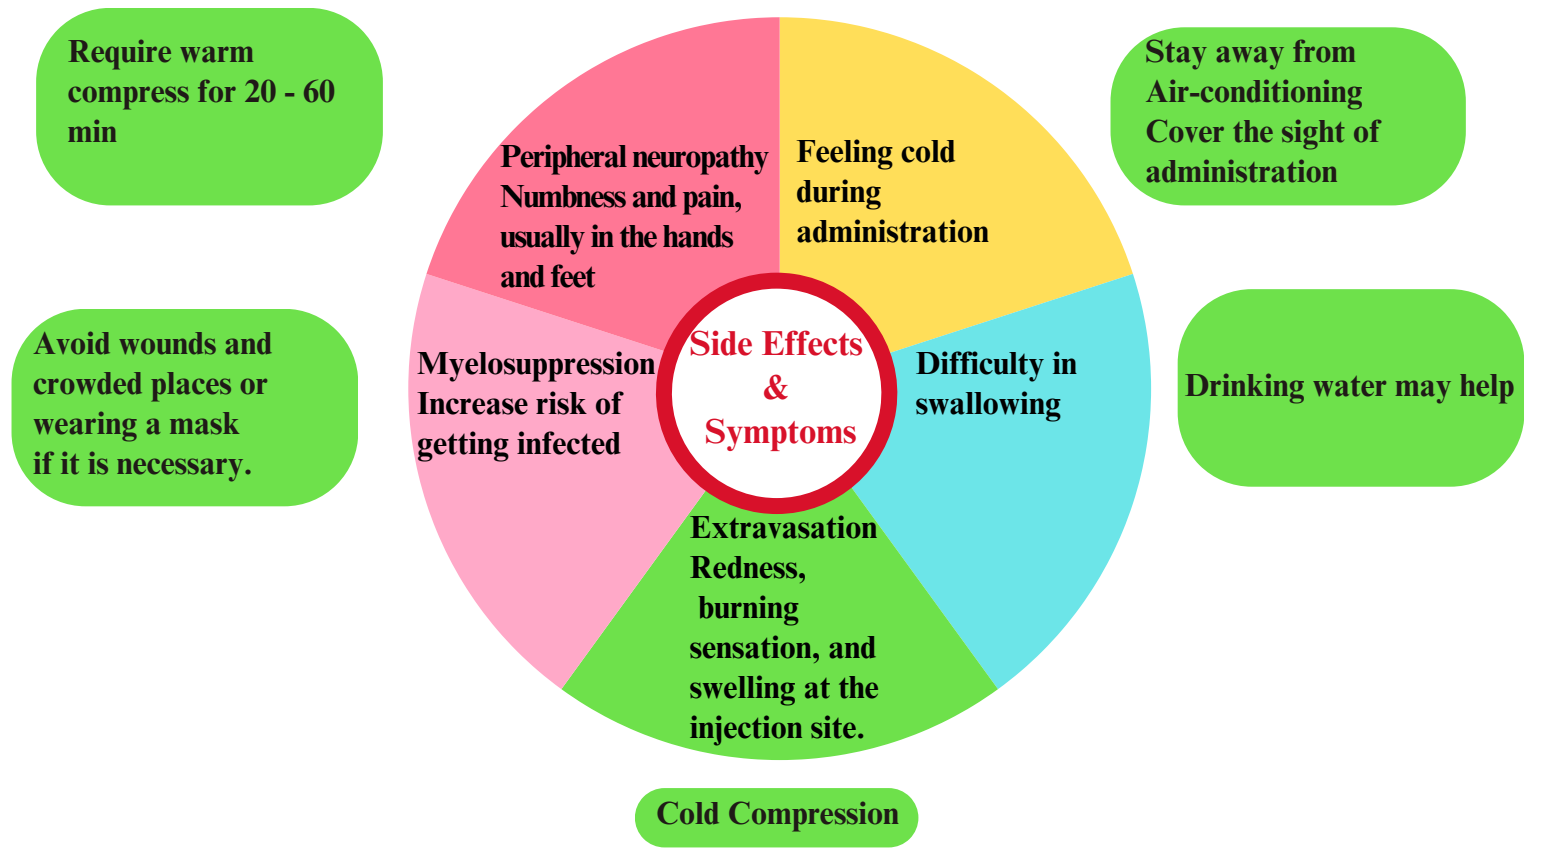 Require warm
compress for 20 - 60
min
Stay away from
Air-conditioning
Cover the sight of
administration
Peripheral neuropathy
Numbness and pain,
usually in the hands
and feet
Feeling cold
during
administration
Avoid wounds and
crowded places or
wearing a mask
if it is necessary.
Myelosuppression
Increase risk of
getting infected
Side Effects
&
Symptoms
Difficulty in
swallowing
Drinking water may help
Extravasation
Redness,
burning
sensation, and
swelling at the
injection site.
Cold Compression